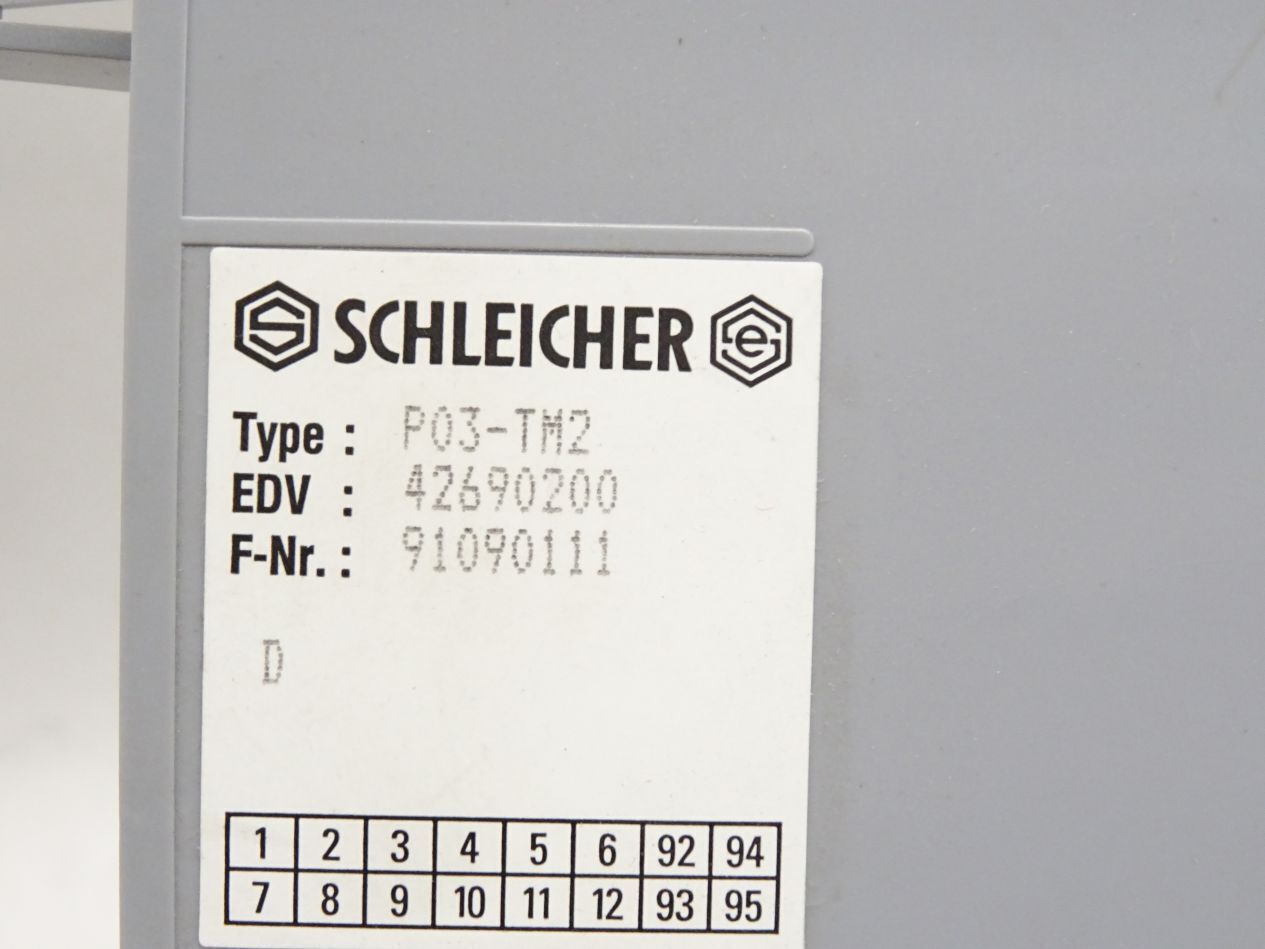 SCHLEICHER
Type : P03-TM2
EDV : 42690200
F-Nr. : 91090111
D
1 2 3 4 5 6 92 94
7 8 9 10 11 12 93 95